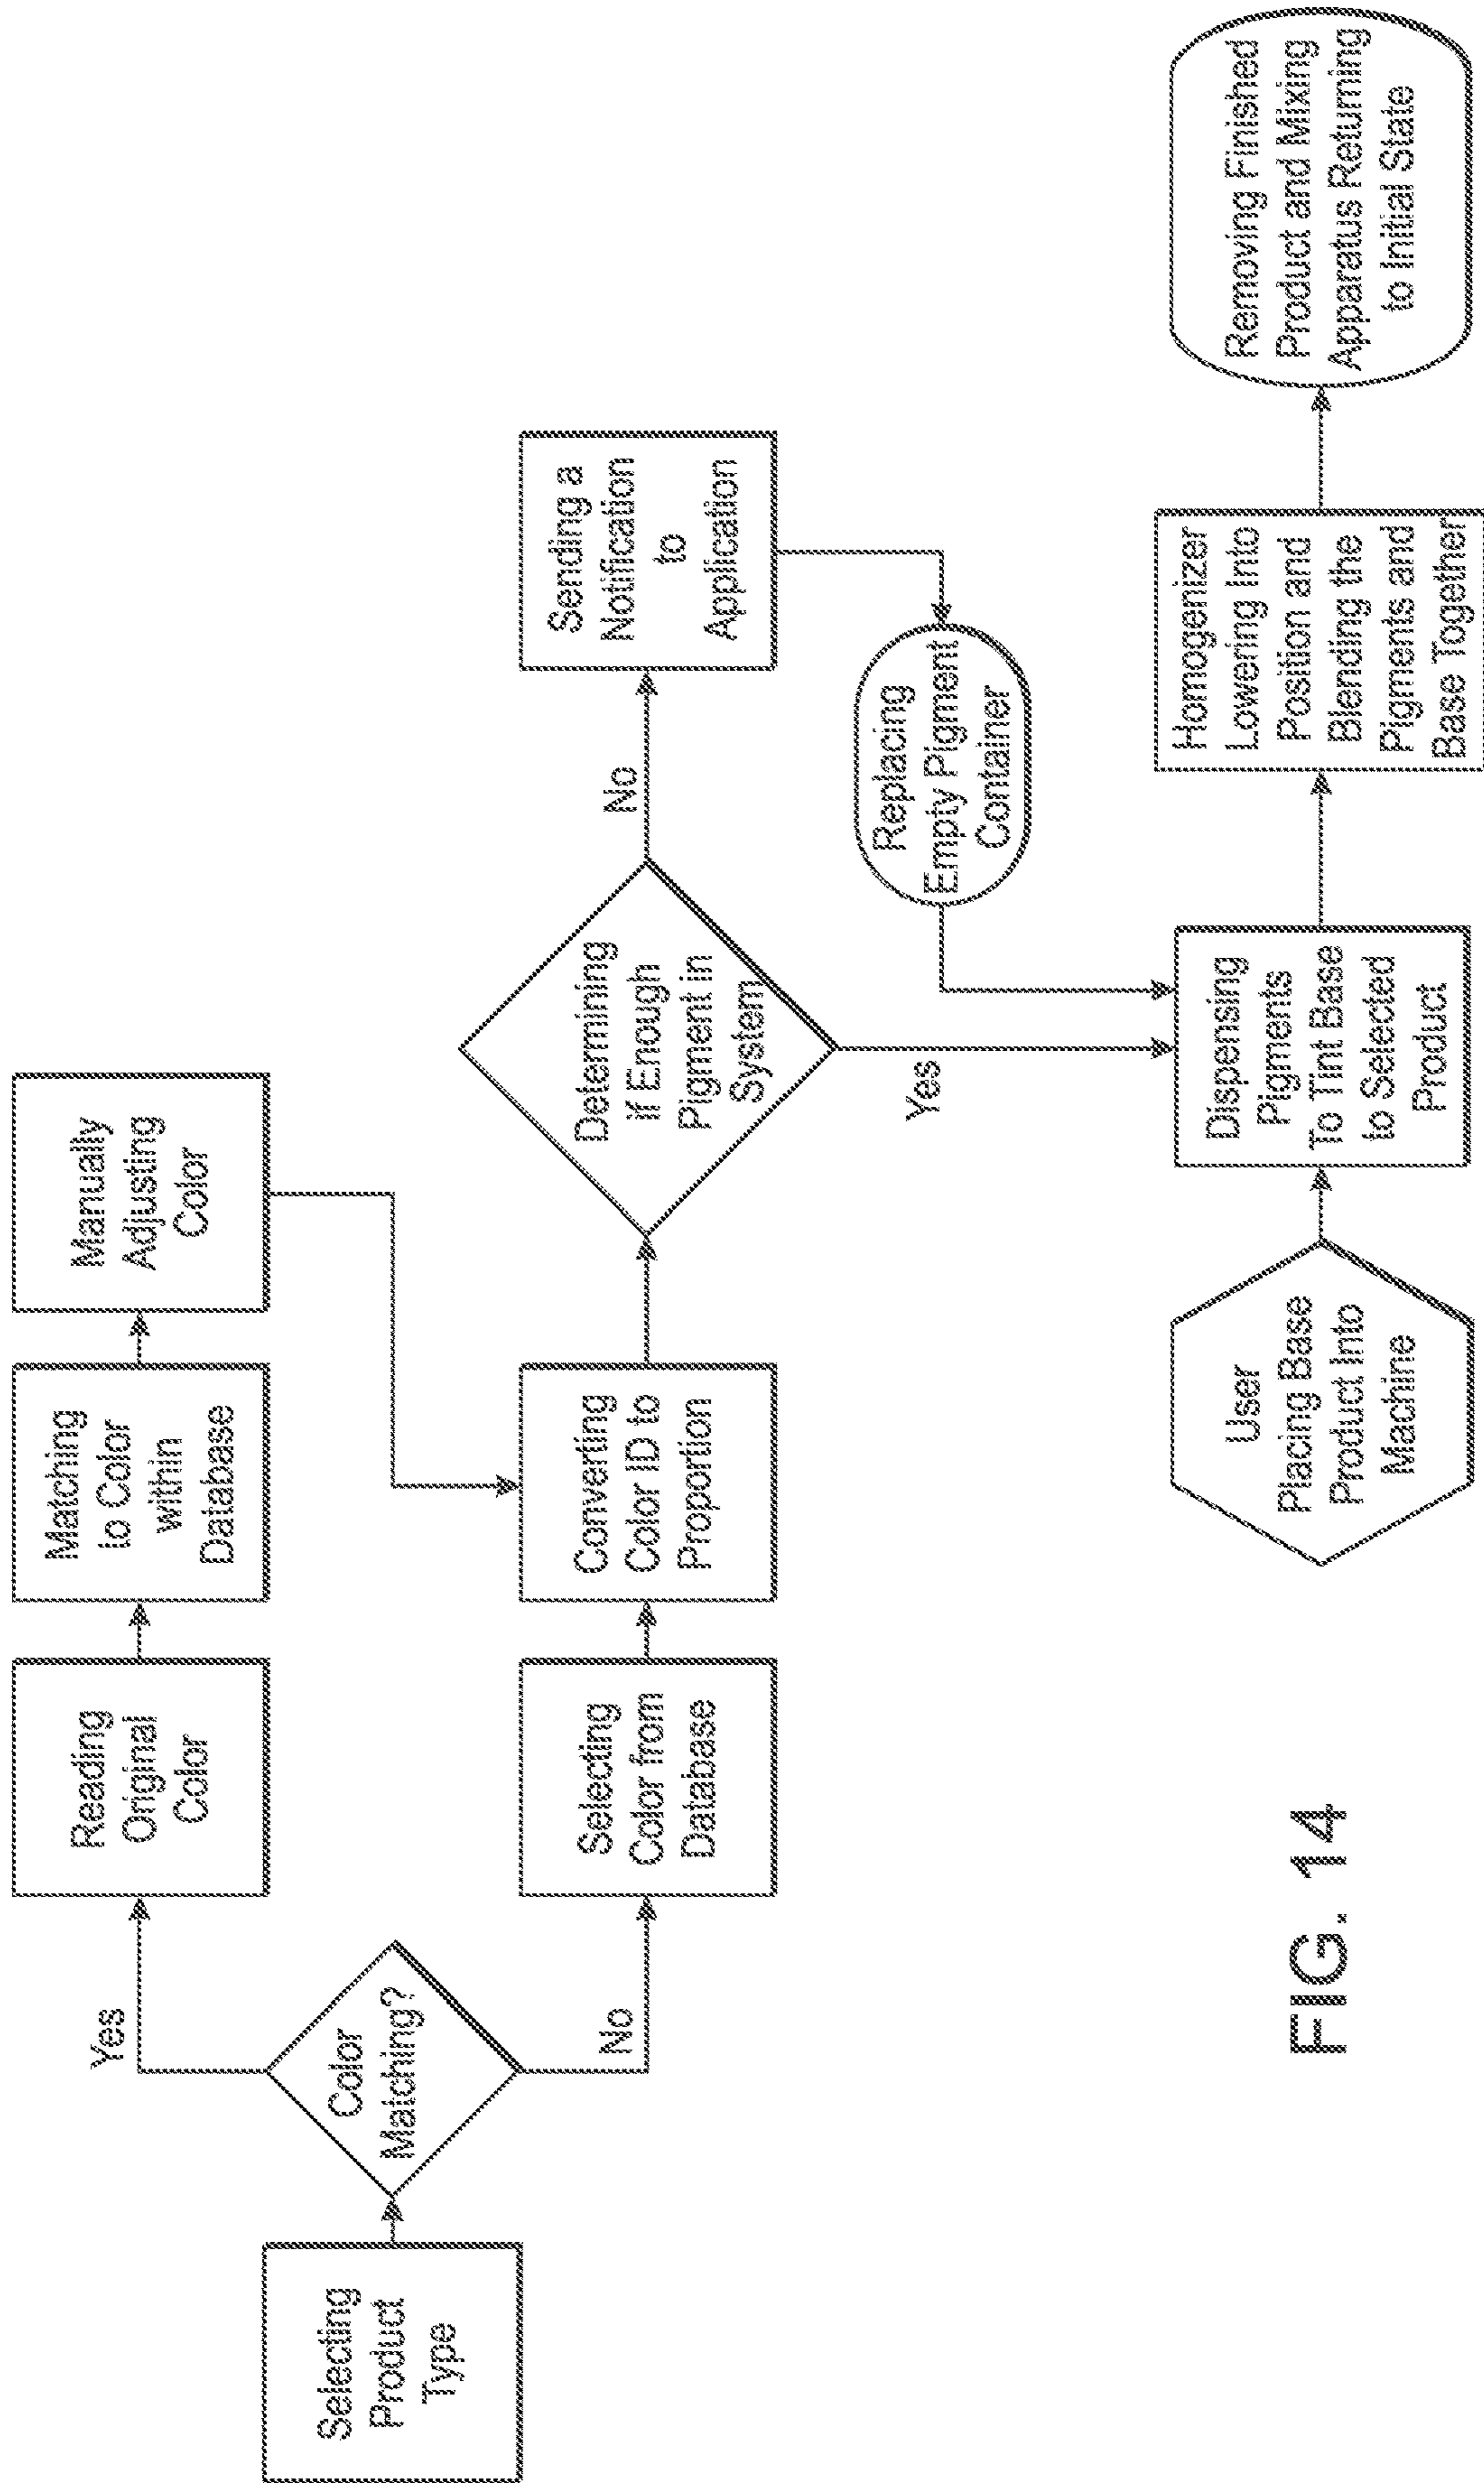 Selecting
Product
Type
Color
Matching?
Yes
Reading
Original
Color
Matching
to Color
within
Database
Manually
Adjusting
Color
No
Selecting
Color from
Database
Converting
Color ID to
Proportion
Determining
if Enough
Pigment in
System
No
Sending a
Notification
to
Application
Replacing
Empty Pigment
Container
Yes
User
Placing Base
Product Into
Machine
Dispensing
Pigments
To Tint Base
to Selected
Product
Homogenizer
Lowering Into
Position and
Blending the
Pigments and
Base Together
Removing Finished
Product and Mixing
Apparatus Returning
to Initial State
FIG. 14